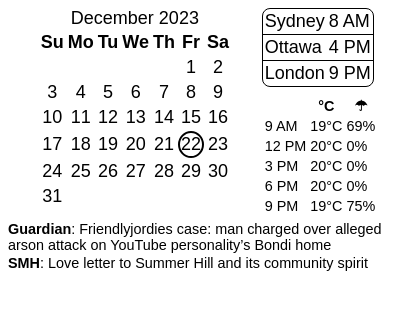 December 2023
Su Mo Tu We Th Fr Sa
1 2
3 4 5 6 7 8 9
10 11 12 13 14 15 16
17 18 19 20 21 22 23
24 25 26 27 28 29 30
31
Sydney 8 AM
Ottawa 4 PM
London 9 PM
°C ☂
9 AM 19°C 69%
12 PM 20°C 0%
3 PM 20°C 0%
6 PM 20°C 0%
9 PM 19°C 75%
Guardian: Friendlyjordies case: man charged over alleged
arson attack on YouTube personality’s Bondi home
SMH: Love letter to Summer Hill and its community spirit